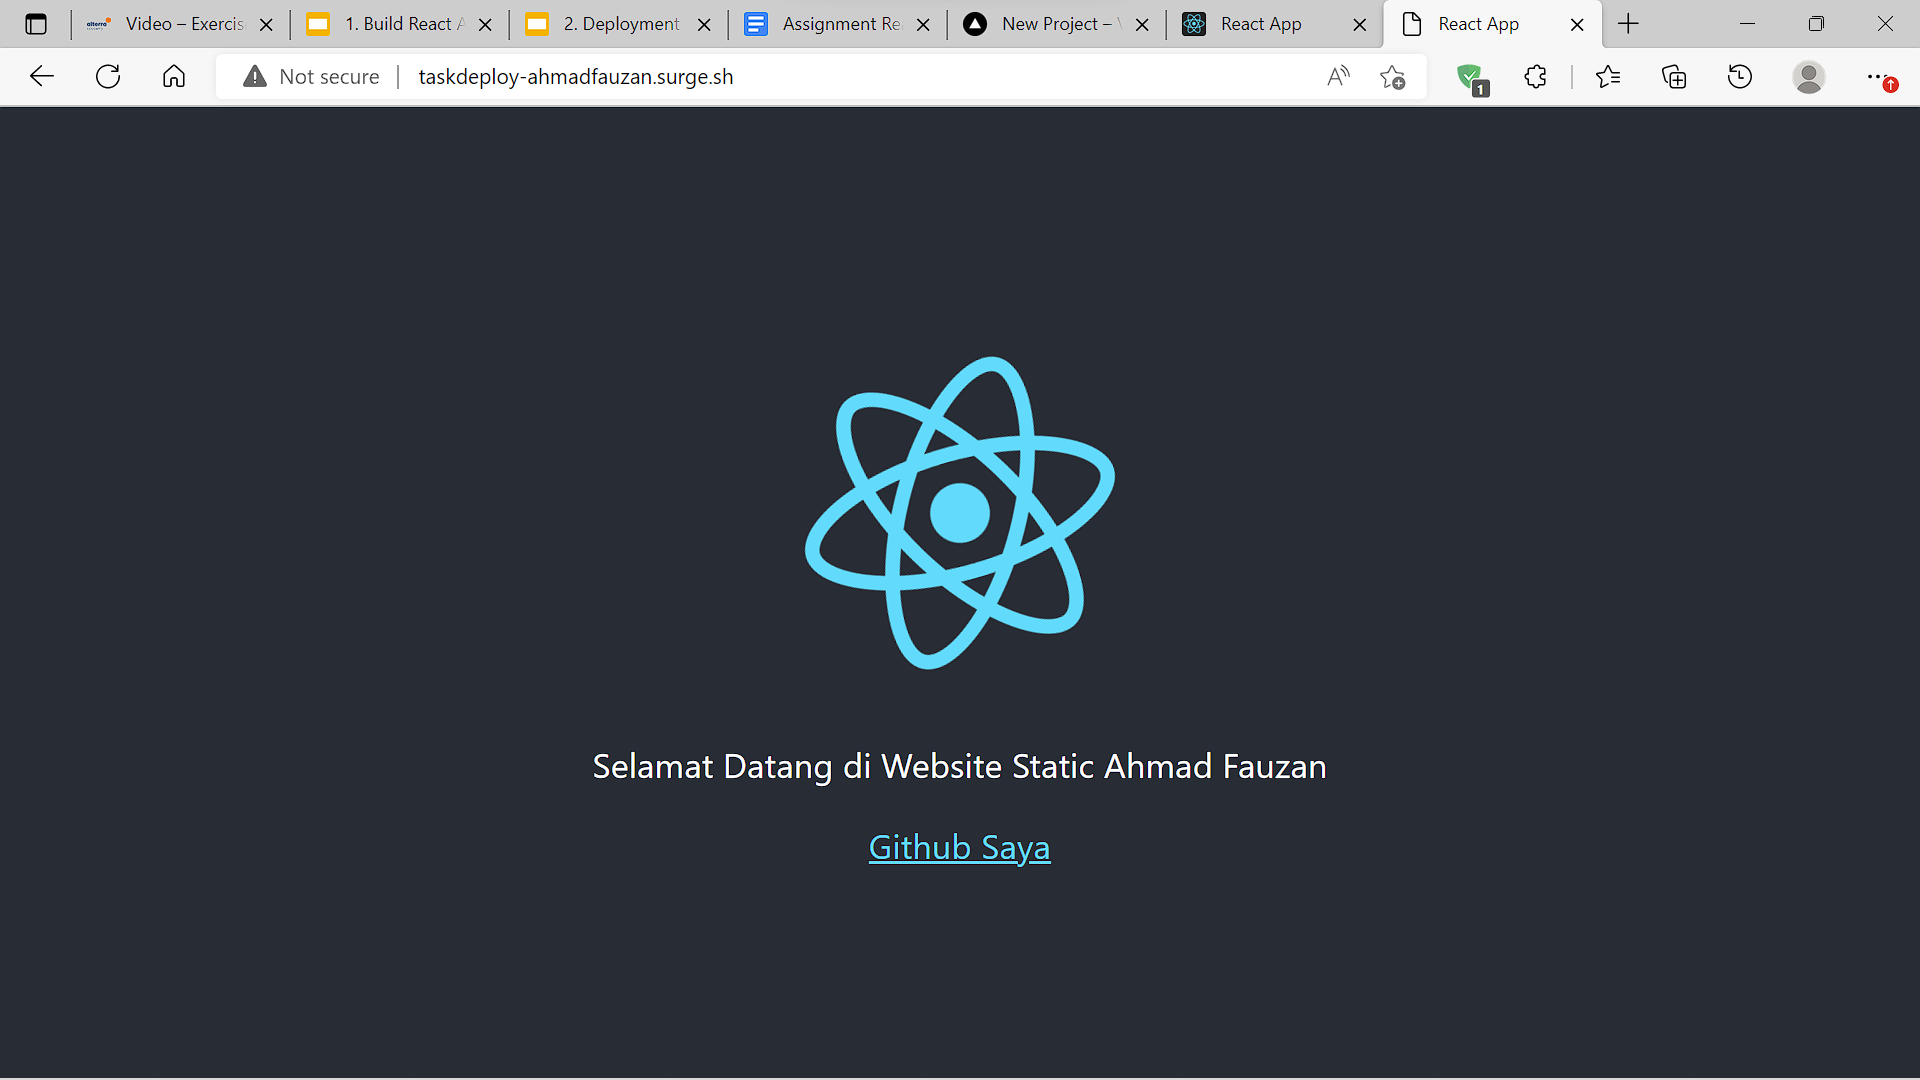 alterra Video – Exercis
1. Build React A
2. Deployment
Assignment Re
New Project – V
React App
React App
Not secure
taskdeploy-ahmadfauzan.surge.sh
A
1
Selamat Datang di Website Static Ahmad Fauzan
Github Saya